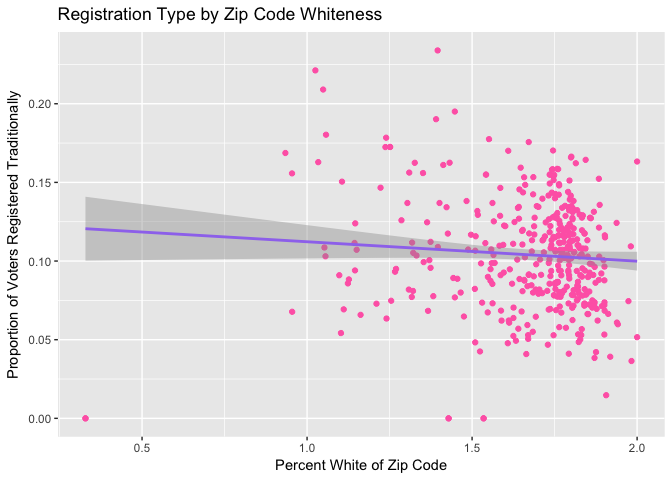 Registration Type by Zip Code Whiteness
Proportion of Voters Registered Traditionally
0.20
0.15
0.10
0.05
0.00
0.5 1.0 1.5 2.0
Percent White of Zip Code